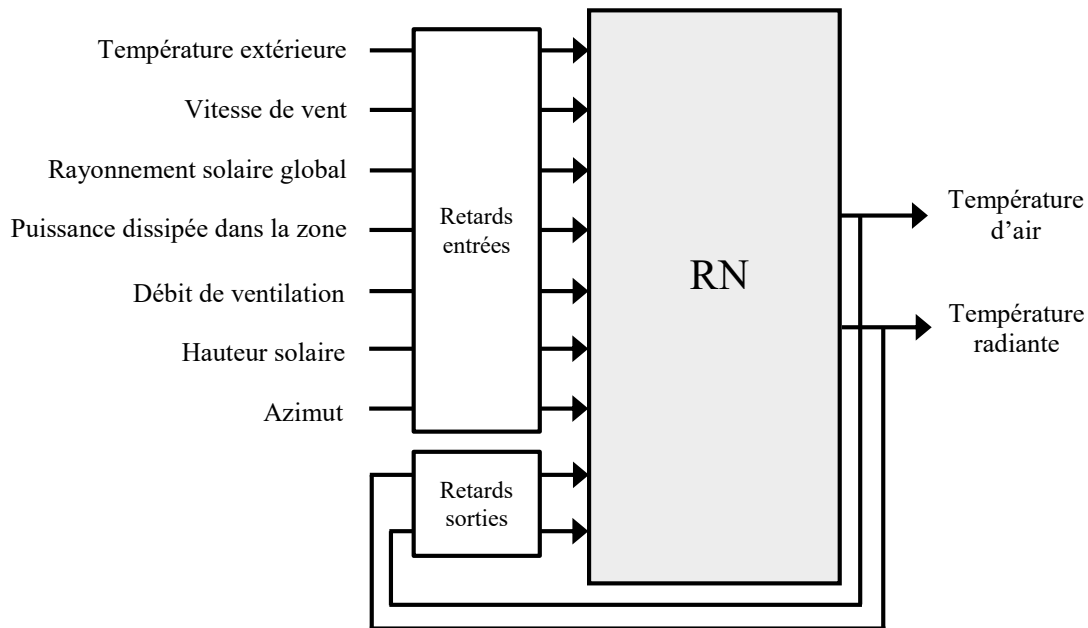 Température extérieure
Vitesse de vent
Rayonnement solaire global
Puissance dissipée dans la zone
Débit de ventilation
Hauteur solaire
Azimut
Retards
entrées
Retards
sorties
RN
Température
d’air
Température
radiante